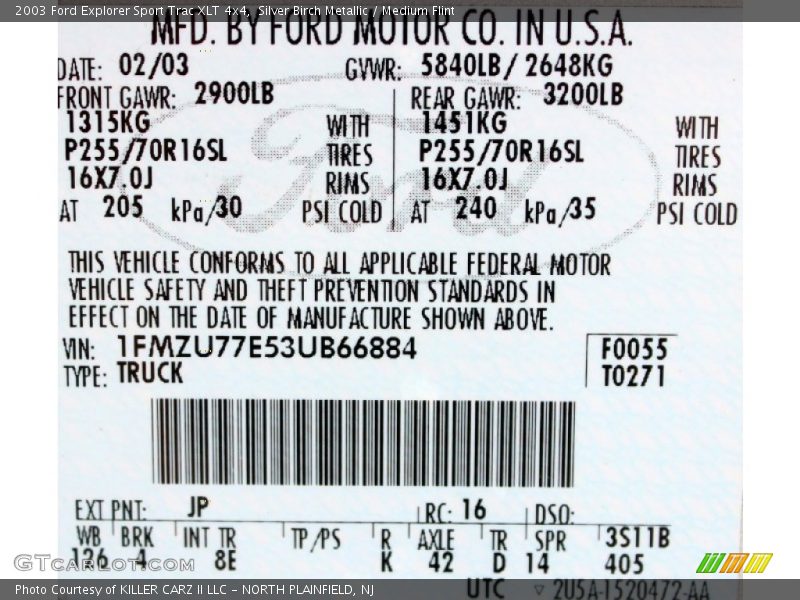 2003 Ford Explorer Sport Trac XLT 4x4, Silver Birch Metallic / Medium Flint
MFD. BY FORD MOTOR CO. IN U.S.A.
DATE: 02/03 GVWR: 5840LB/ 2648KG
FRONT GAWR: 2900LB REAR GAWR: 3200LB
1315KG WITH 1451KG WITH
P255/70R16SL TIRES P255/70R16SL TIRES
16X7.0J RIMS 16X7.0J RIMS
AT 205 kPa/30 PSI COLD AT 240 kPa/35 PSI COLD
Ford
THIS VEHICLE CONFORMS TO ALL APPLICABLE FEDERAL MOTOR
VEHICLE SAFETY AND THEFT PREVENTION STANDARDS IN
EFFECT ON THE DATE OF MANUFACTURE SHOWN ABOVE.
VIN: 1FMZU77E53UB66884 F0055
TYPE: TRUCK T0271
EXT PNT: JP RC: 16 DSO:
WB BRK INT TR TP/PS R AXLE TR SPR 3S11B
126 4 8E K 42 D 14 405
GTCarlot.com
Photo Courtesy of KILLER CARZ II LLC – NORTH PLAINFIELD, NJ
UTC ▽ 2U5A-1520472-AA